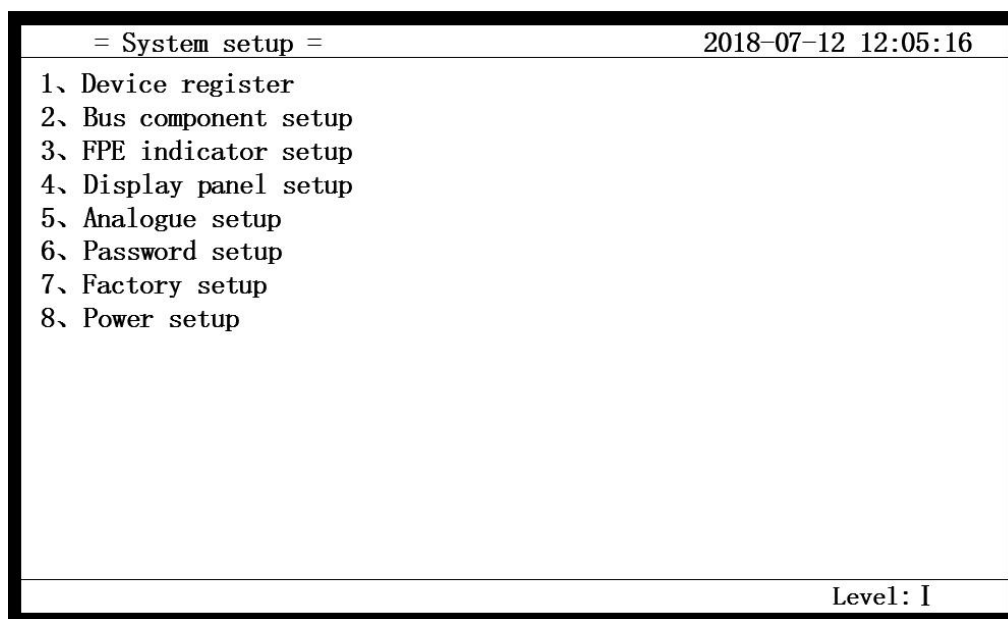 = System setup = 2018-07-12 12:05:16
1、Device register
2、Bus component setup
3、FPE indicator setup
4、Display panel setup
5、Analogue setup
6、Password setup
7、Factory setup
8、Power setup
Level: I